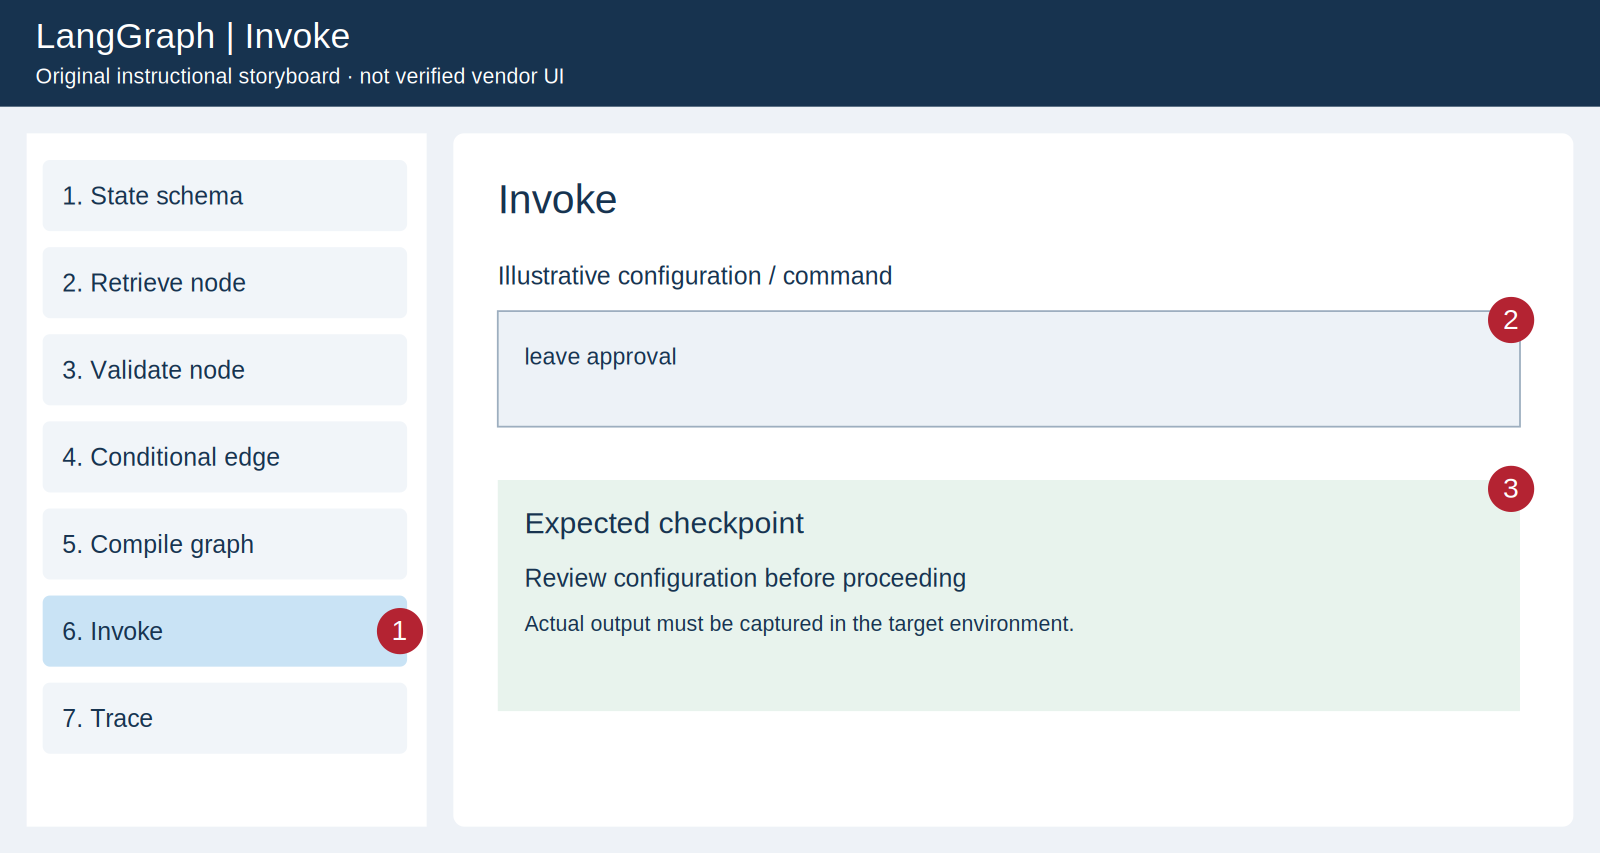 LangGraph | Invoke
Original instructional storyboard · not verified vendor UI
1. State schema
2. Retrieve node
3. Validate node
4. Conditional edge
5. Compile graph
6. Invoke
1
7. Trace
Invoke
Illustrative configuration / command
2
leave approval
3
Expected checkpoint
Review configuration before proceeding
Actual output must be captured in the target environment.